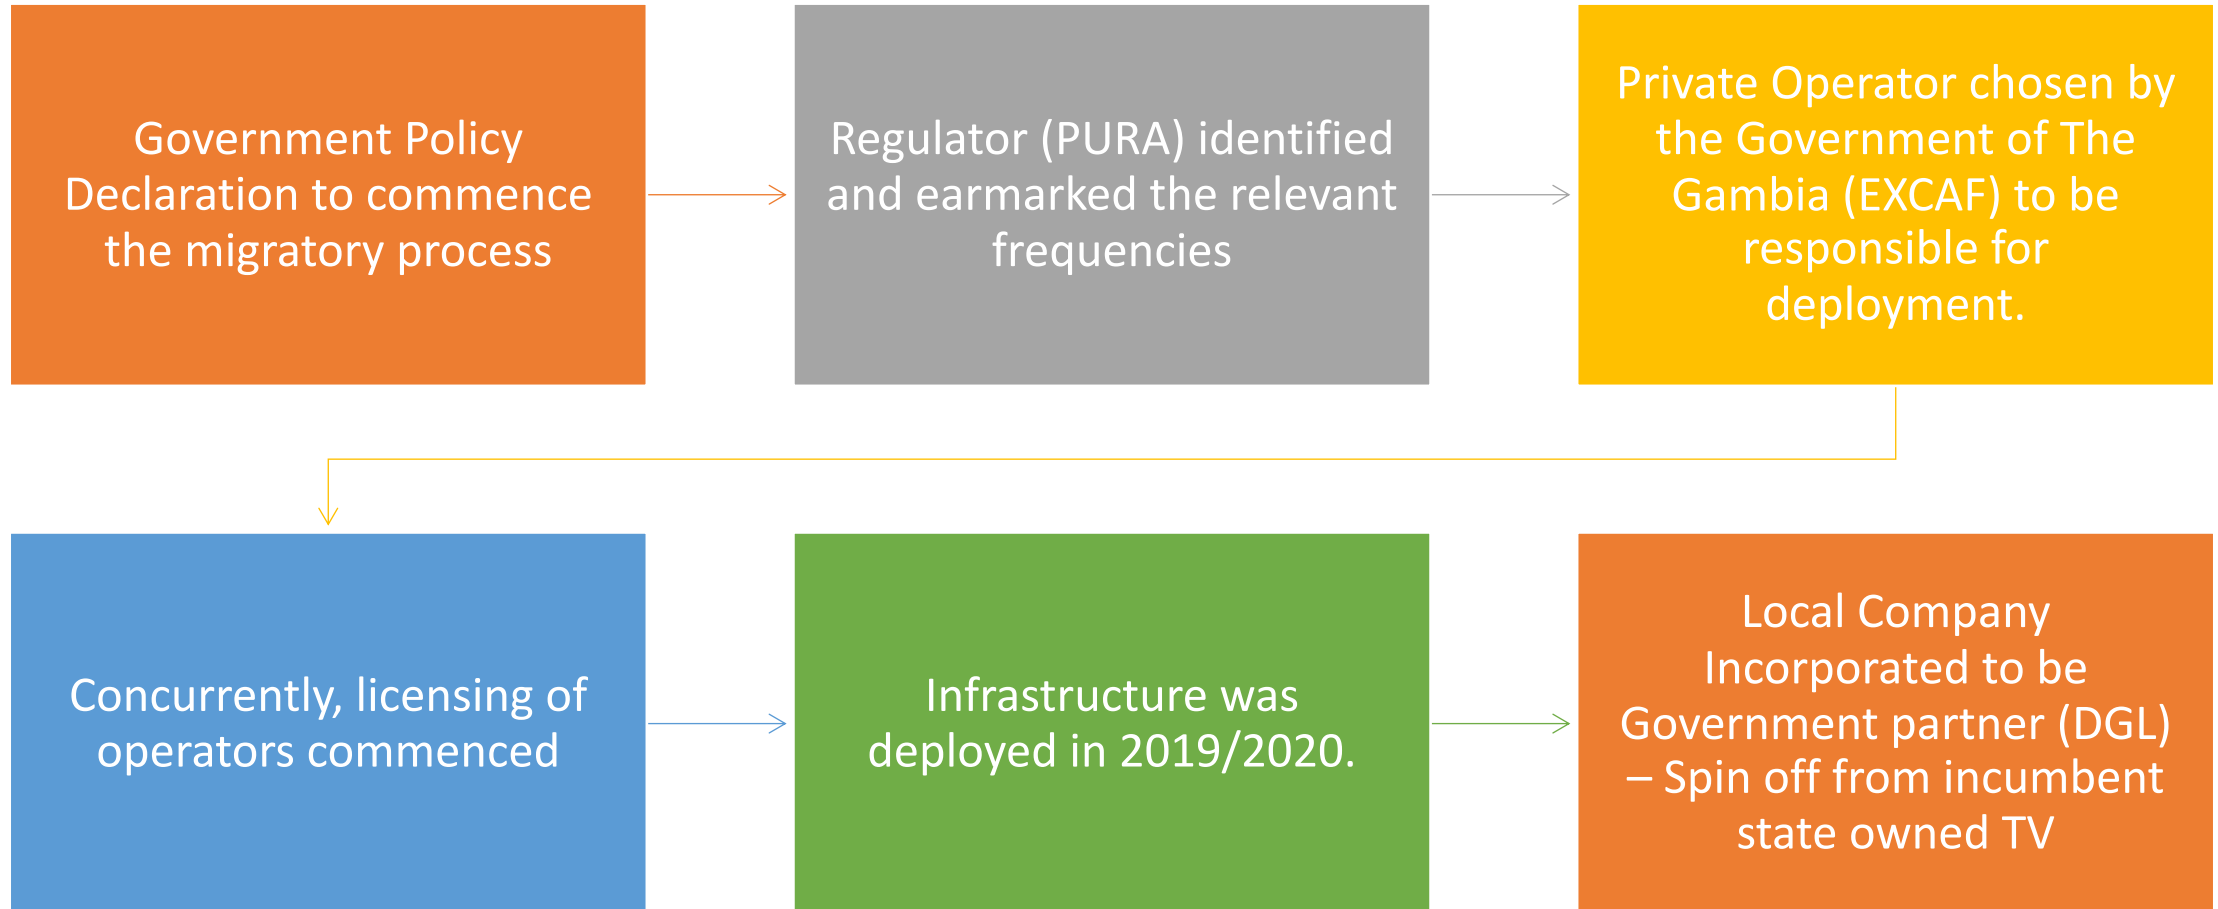 Government Policy
Declaration to commence
the migratory process
Regulator (PURA) identified
and earmarked the relevant
frequencies
Private Operator chosen by
the Government of The
Gambia (EXCAF) to be
responsible for
deployment.
Concurrently, licensing of
operators commenced
Infrastructure was
deployed in 2019/2020.
Local Company
Incorporated to be
Government partner (DGL)
– Spin off from incumbent
state owned TV